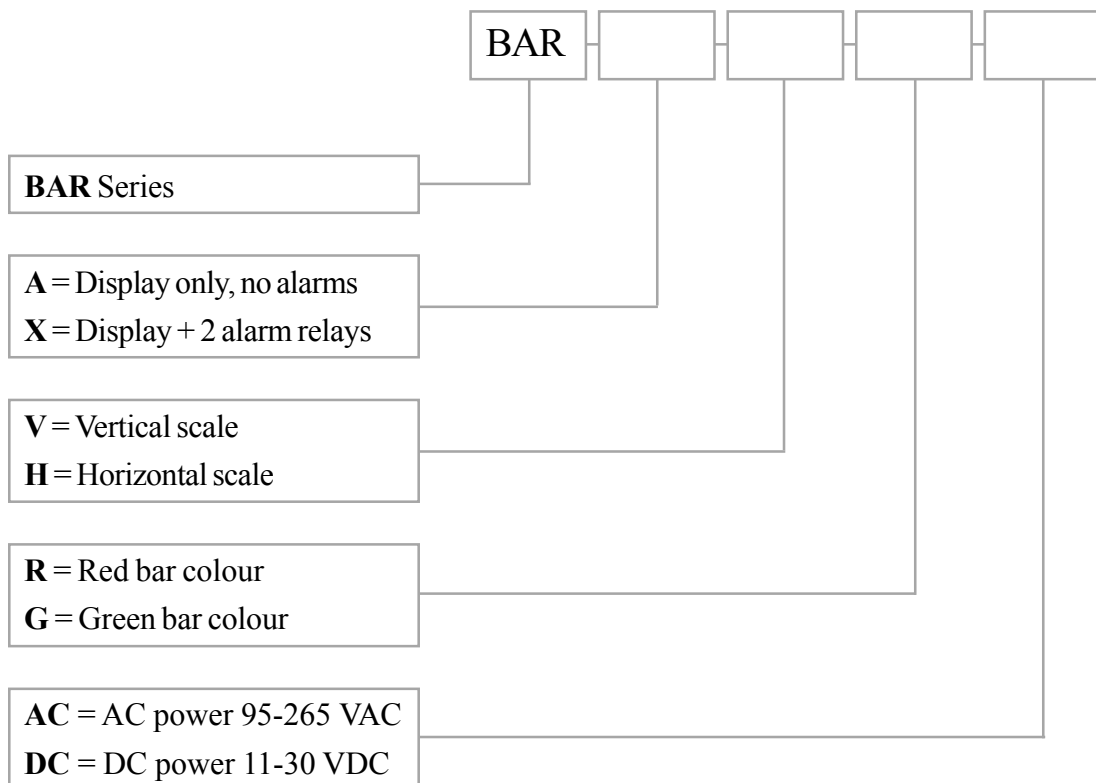 BAR
BAR Series
A = Display only, no alarms
X = Display + 2 alarm relays
V = Vertical scale
H = Horizontal scale
R = Red bar colour
G = Green bar colour
AC = AC power 95-265 VAC
DC = DC power 11-30 VDC